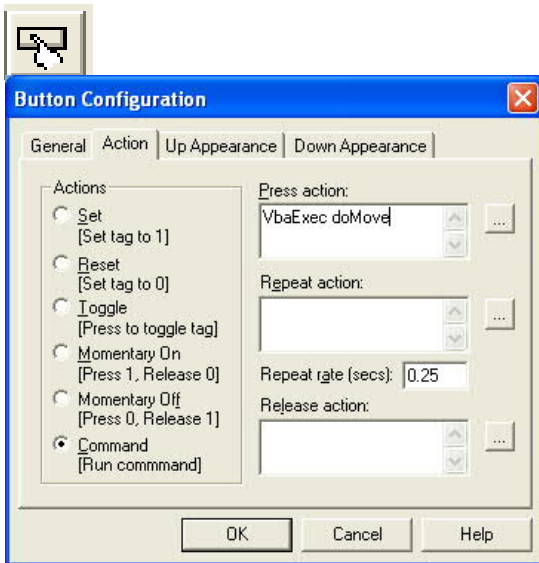 Button Configuration
General Action Up Appearance Down Appearance
Actions
Set
[Set tag to 1]
Reset
[Set tag to 0]
Toggle
[Press to toggle tag]
Momentary On
[Press 1, Release 0]
Momentary Off
[Press 0, Release 1]
Command
[Run commmand]
Press action:
VbaExec doMove
...
Repeat action:
...
Repeat rate (secs): 0.25
Release action:
...
OK Cancel Help